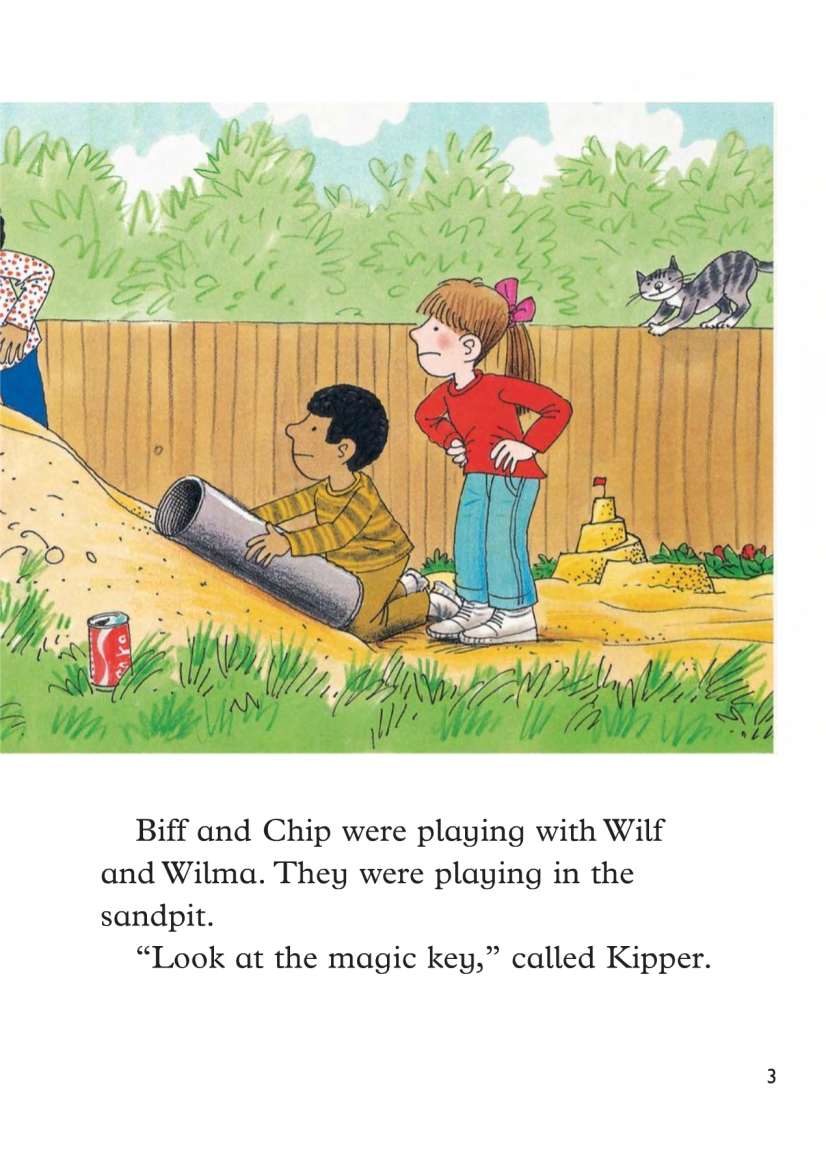 Biff and Chip were playing with Wilf
and Wilma. They were playing in the
sandpit.
“Look at the magic key,” called Kipper.
3